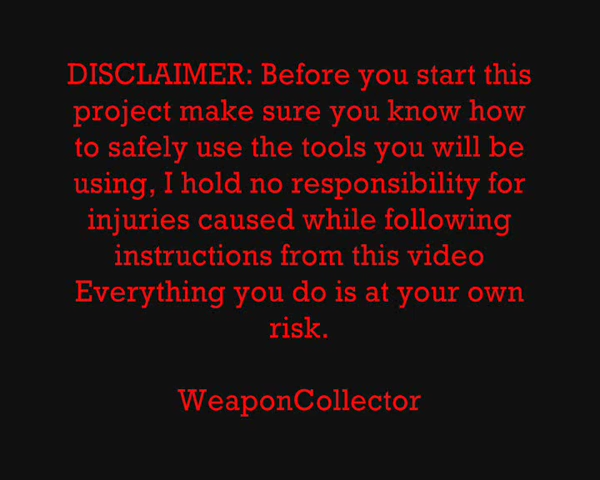 DISCLAIMER: Before you start this
project make sure you know how
to safely use the tools you will be
using, I hold no responsibility for
injuries caused while following
instructions from this video
Everything you do is at your own
risk.
WeaponCollector